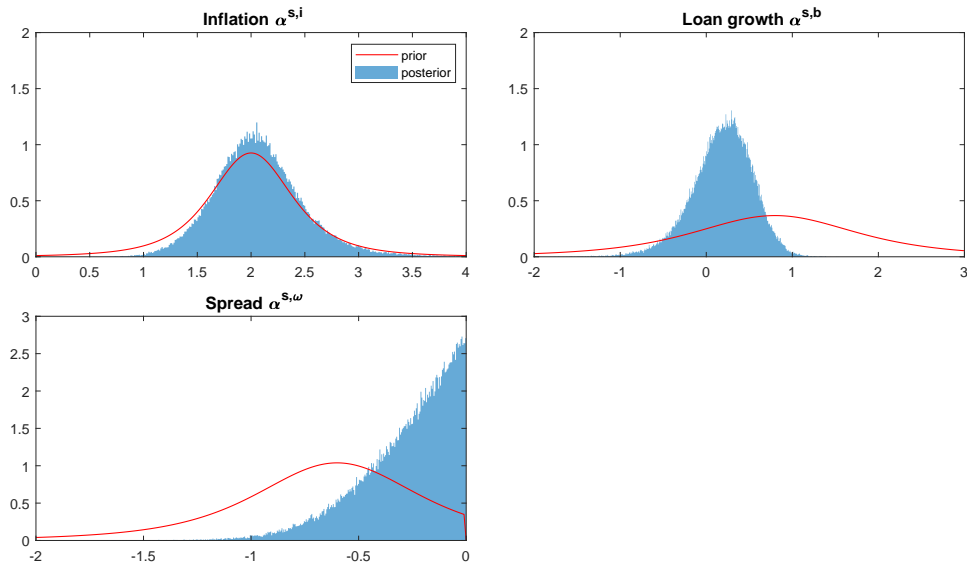 Inflation α^s,i
2
1.5
1
0.5
0
prior
posterior
0 0.5 1 1.5 2 2.5 3 3.5 4
Loan growth α^s,b
2
1.5
1
0.5
0
-2 -1 0 1 2 3
Spread α^s,ω
3
2.5
2
1.5
1
0.5
0
-2 -1.5 -1 -0.5 0